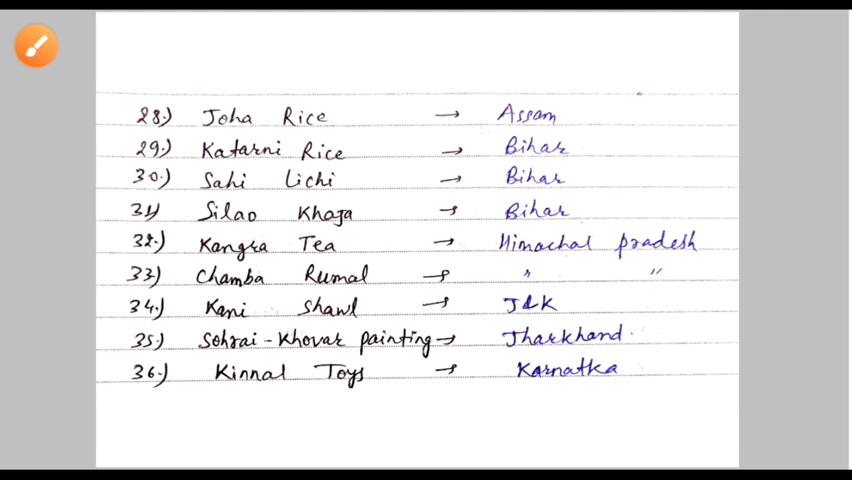 28.) Joha Rice → Assam
29.) Katarni Rice → Bihar
30.) Sahi Lichi → Bihar
31) Silao Khaja → Bihar
32.) Kangra Tea → Himachal pradesh
33.) Chamba Rumal → " "
34.) Kani Shawl → J&K
35.) Sohrai - Khovar painting → Jharkhand.
36.) Kinnal Toys → Karnatka